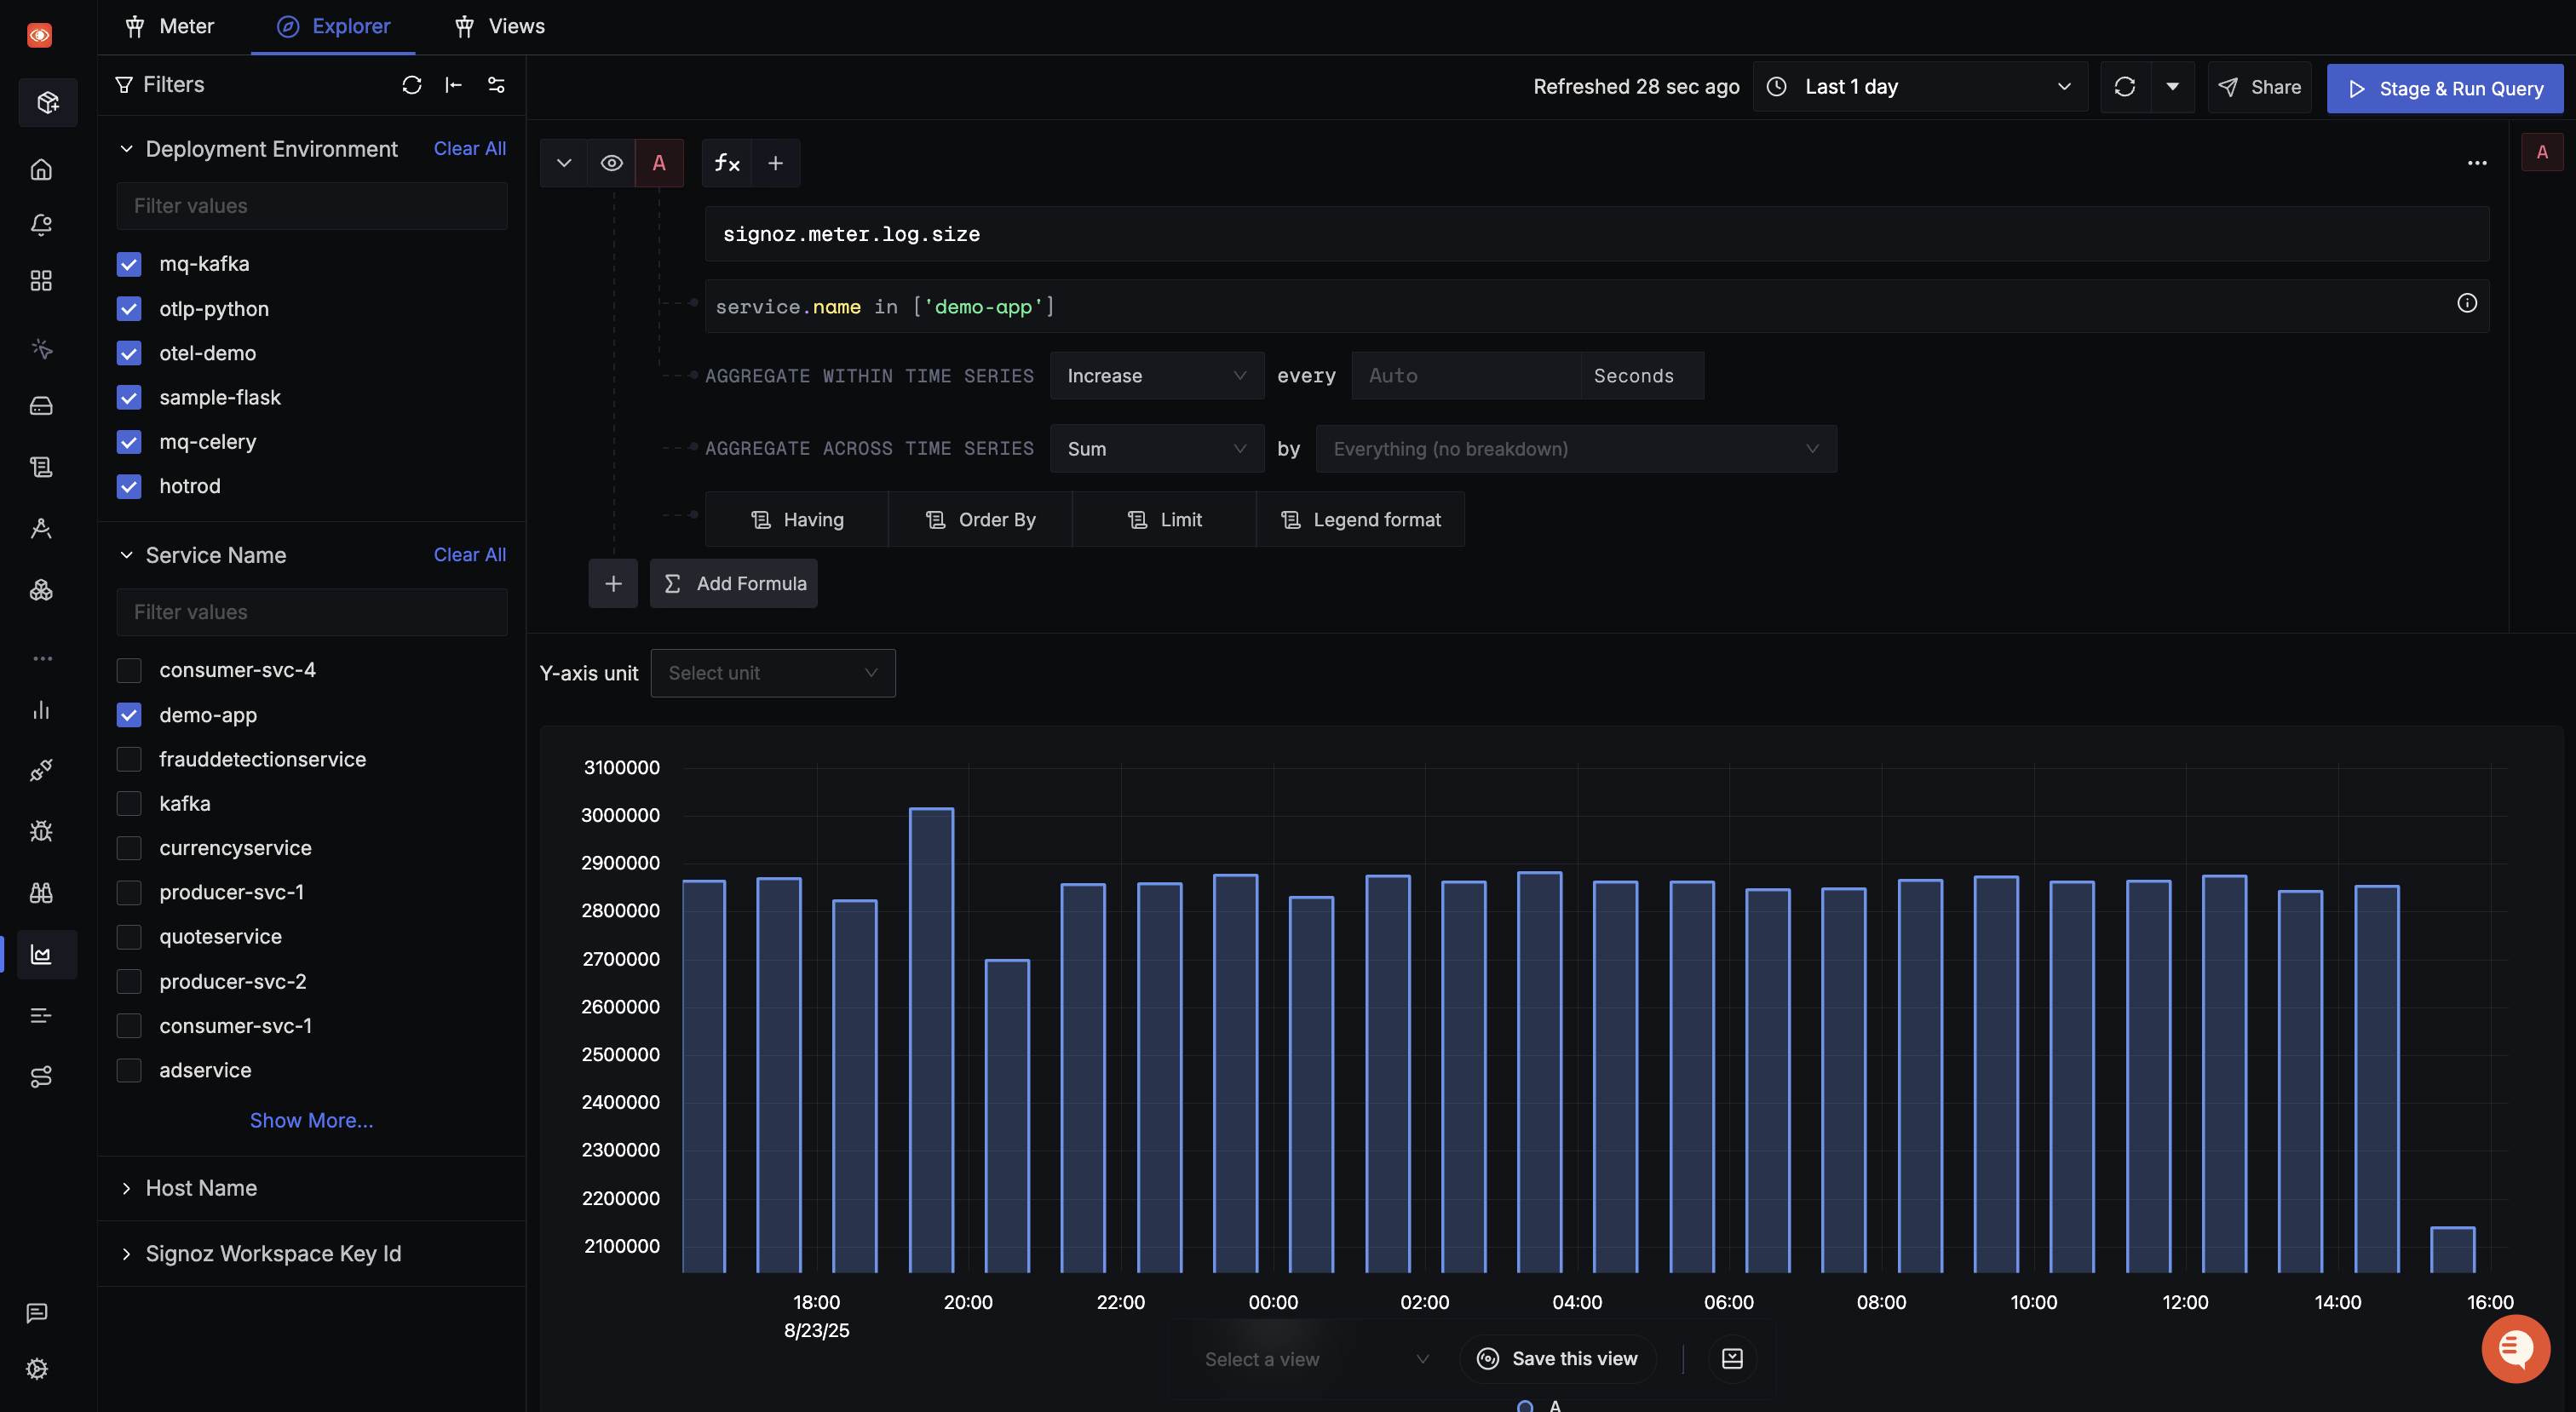 Meter
Explorer
Views
Filters
Refreshed 28 sec ago
Last 1 day
Share
Stage & Run Query
Deployment Environment
Clear All
Filter values
mq-kafka
otlp-python
otel-demo
sample-flask
mq-celery
hotrod
Service Name
Clear All
Filter values
consumer-svc-4
demo-app
frauddetectionservice
kafka
currencyservice
producer-svc-1
quoteservice
producer-svc-2
consumer-svc-1
adservice
Show More...
Host Name
Signoz Workspace Key Id
A
fx
A
signoz.meter.log.size
service.name in ['demo-app']
AGGREGATE WITHIN TIME SERIES Increase every Auto Seconds
AGGREGATE ACROSS TIME SERIES Sum by Everything (no breakdown)
Having Order By Limit Legend format
Add Formula
Y-axis unit Select unit
3100000
3000000
2900000
2800000
2700000
2600000
2500000
2400000
2300000
2200000
2100000
18:00 20:00 22:00 00:00 02:00 04:00 06:00 08:00 10:00 12:00 14:00 16:00
8/23/25
Select a view
Save this view
A